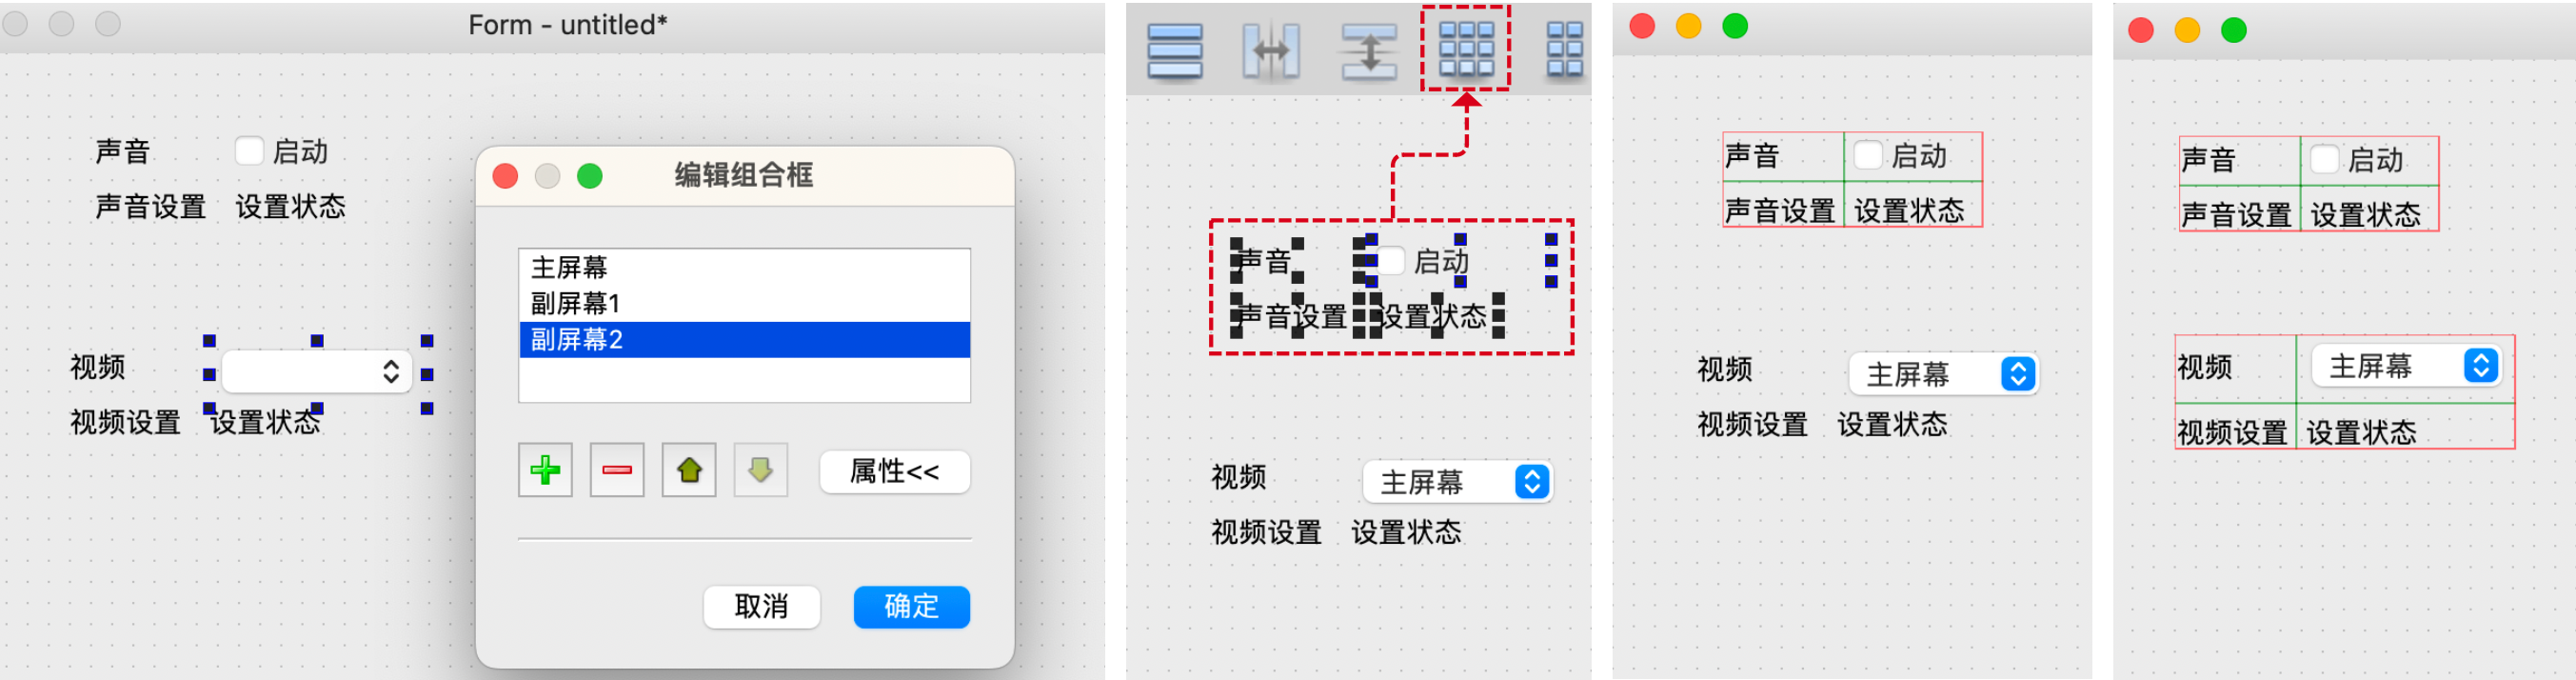 Form - untitled*
声音 启动
声音设置 设置状态
视频
视频设置 设置状态
编辑组合框
主屏幕
副屏幕1
副屏幕2
属性<<
取消 确定
声音 启动
声音设置 设置状态
视频 主屏幕
视频设置 设置状态
声音 启动
声音设置 设置状态
视频 主屏幕
视频设置 设置状态
声音 启动
声音设置 设置状态
视频 主屏幕
视频设置 设置状态